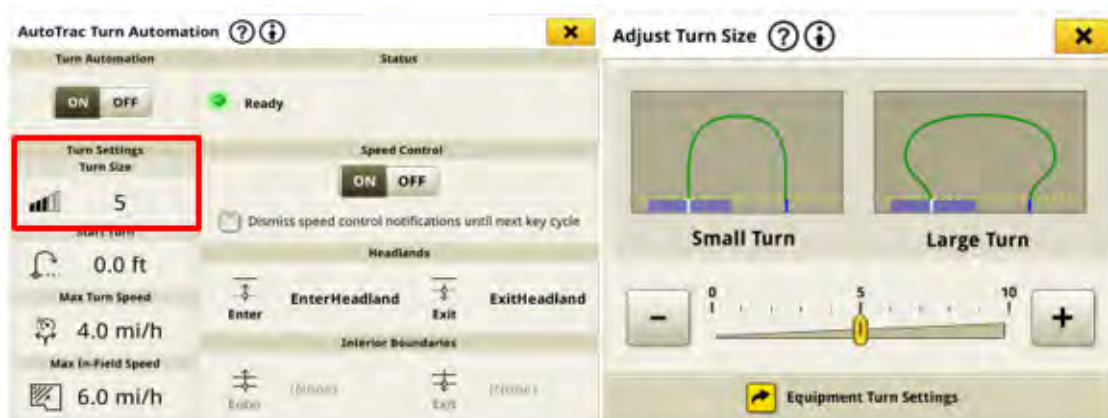 AutoTrac Turn Automation
Turn Automation
ON OFF
Turn Settings
Turn Size
5
Start Turn
0.0 ft
Max Turn Speed
4.0 mi/h
Max In-Field Speed
6.0 mi/h
Status
Ready
Speed Control
ON OFF
Dismiss speed control notifications until next key cycle
Headlands
Enter EnterHeadland Exit ExitHeadland
Interior Boundaries
Enter (None) Exit (None)
Adjust Turn Size
Small Turn Large Turn
0 5 10
- +
Equipment Turn Settings